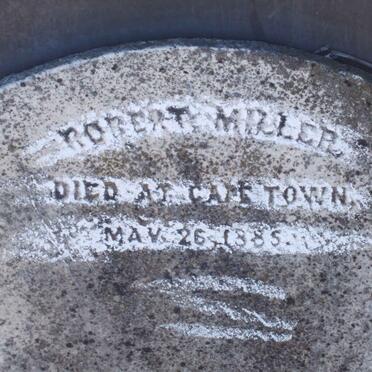 ROBERT MILLER
DIED AT CAPE TOWN,
MAY 26, 1885.